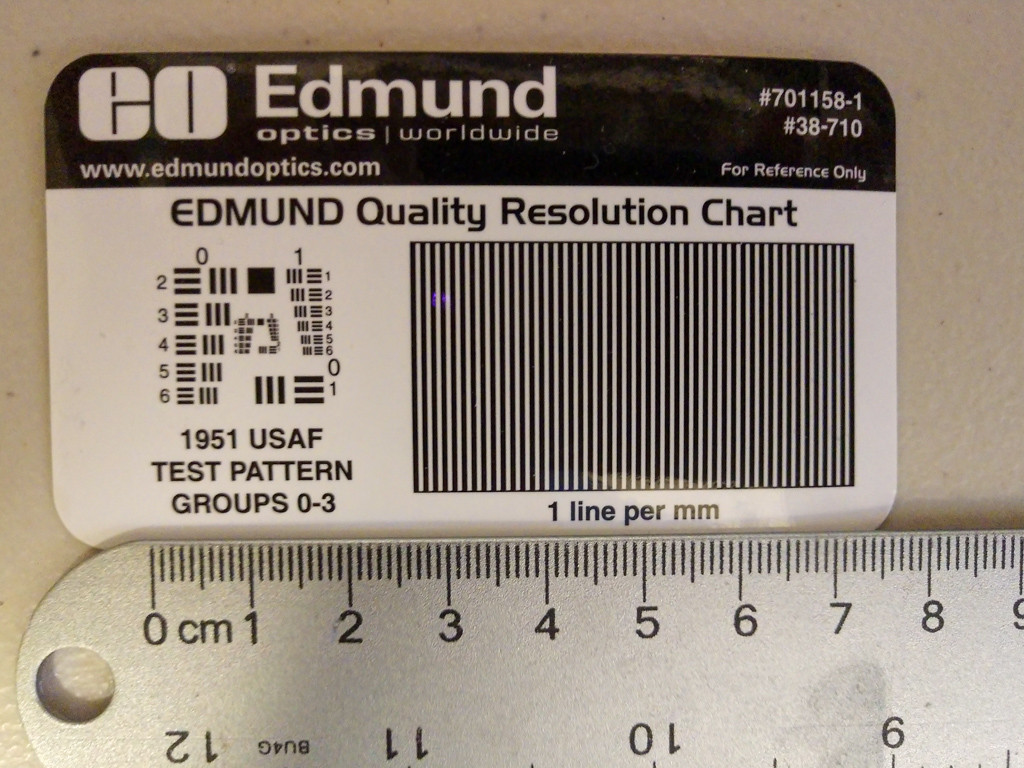 eo® Edmund
optics | worldwide
www.edmundoptics.com
#701158-1
#38-710
For Reference Only
EDMUND Quality Resolution Chart
0 1
2 1
2
3 3
4
4 5
6
5 0
6 1
1951 USAF
TEST PATTERN
GROUPS 0-3
1 line per mm
0 cm 1 2 3 4 5 6 7 8 9
12 BU4G 11 10 9